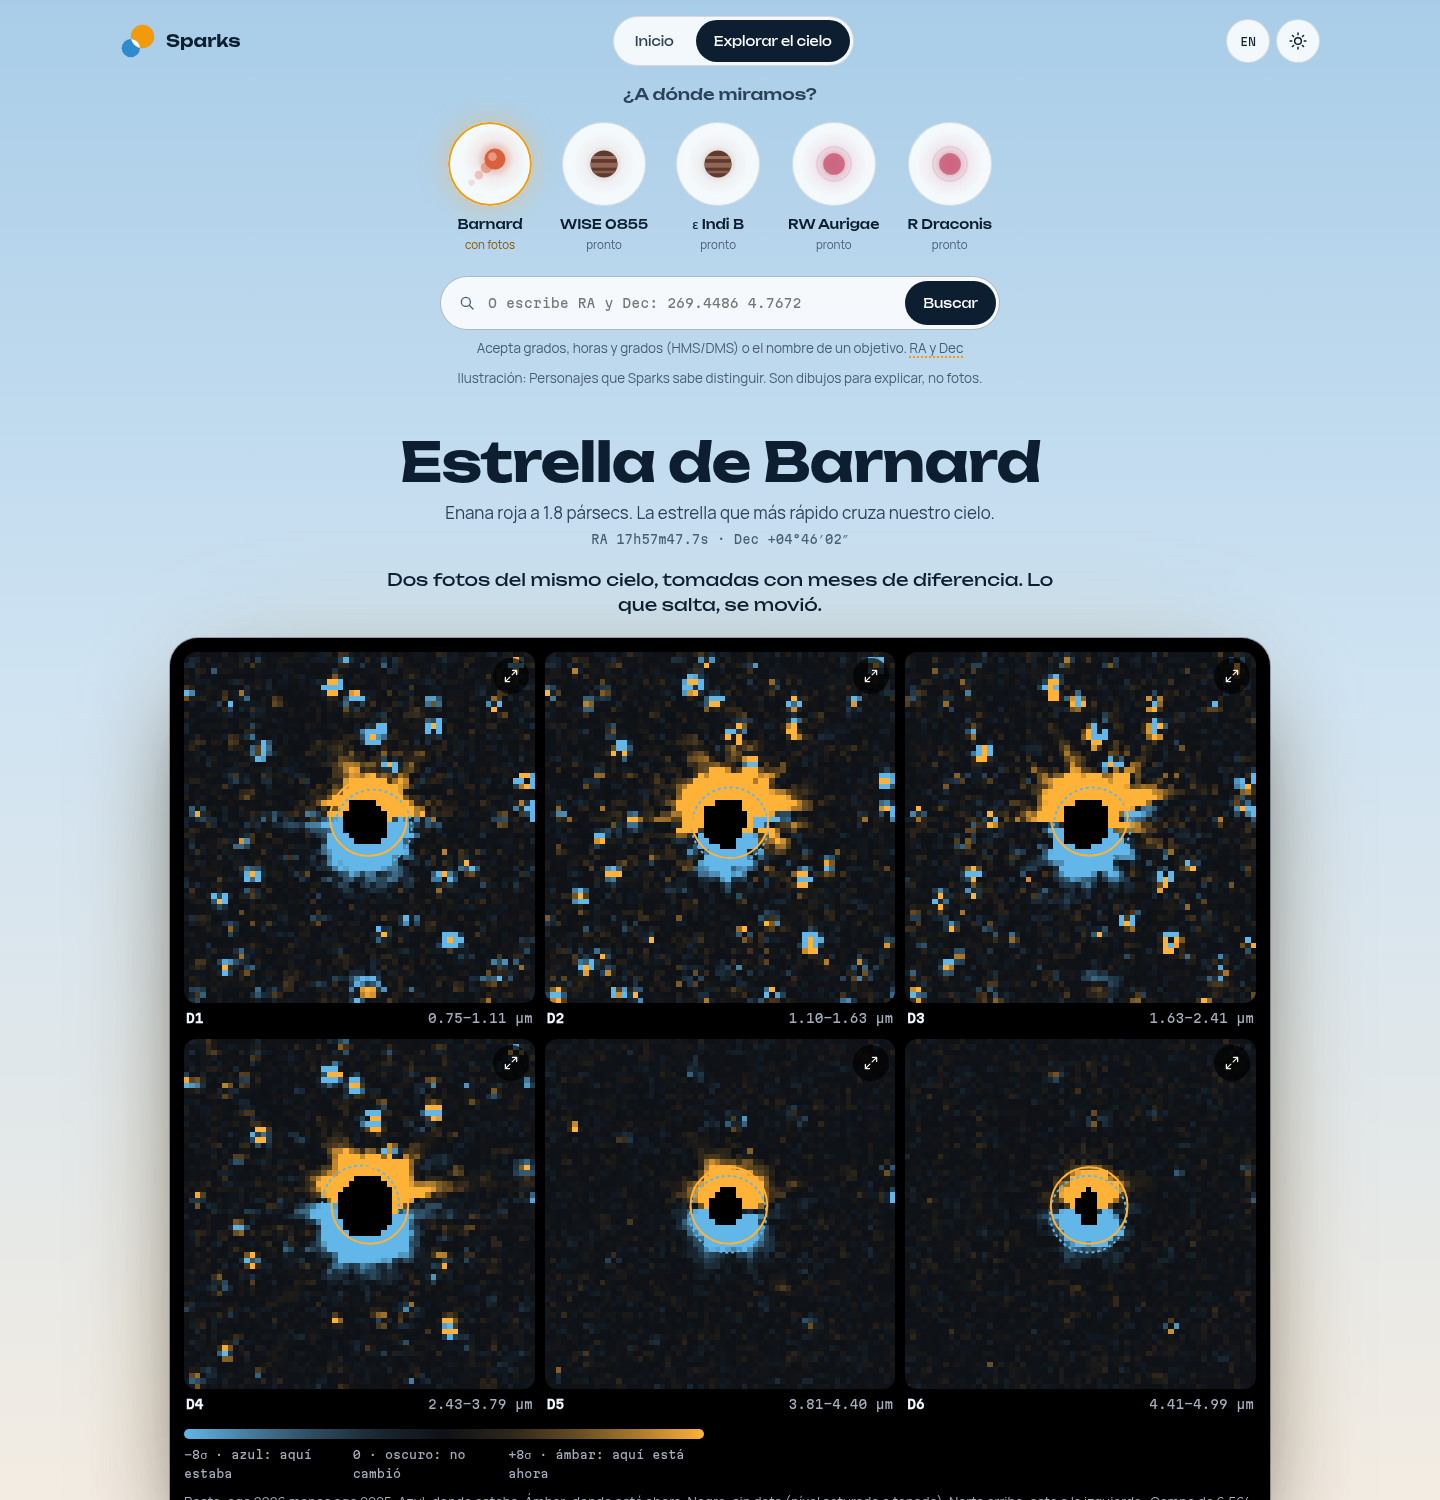 Sparks
Inicio
Explorar el cielo
EN
¿A dónde miramos?
Barnard
con fotos
WISE 0855
pronto
ε Indi B
pronto
RW Aurigae
pronto
R Draconis
pronto
O escribe RA y Dec: 269.4486 4.7672
Buscar
Acepta grados, horas y grados (HMS/DMS) o el nombre de un objetivo. RA y Dec
Ilustración: Personajes que Sparks sabe distinguir. Son dibujos para explicar, no fotos.
Estrella de Barnard
Enana roja a 1.8 pársecs. La estrella que más rápido cruza nuestro cielo.
RA 17h57m47.7s · Dec +04°46′02″
Dos fotos del mismo cielo, tomadas con meses de diferencia. Lo
que salta, se movió.
D1 0.75–1.11 µm
D2 1.10–1.63 µm
D3 1.63–2.41 µm
D4 2.43–3.79 µm
D5 3.81–4.40 µm
D6 4.41–4.99 µm
−8σ · azul: aquí
estaba
0 · oscuro: no
cambió
+8σ · ámbar: aquí está
ahora